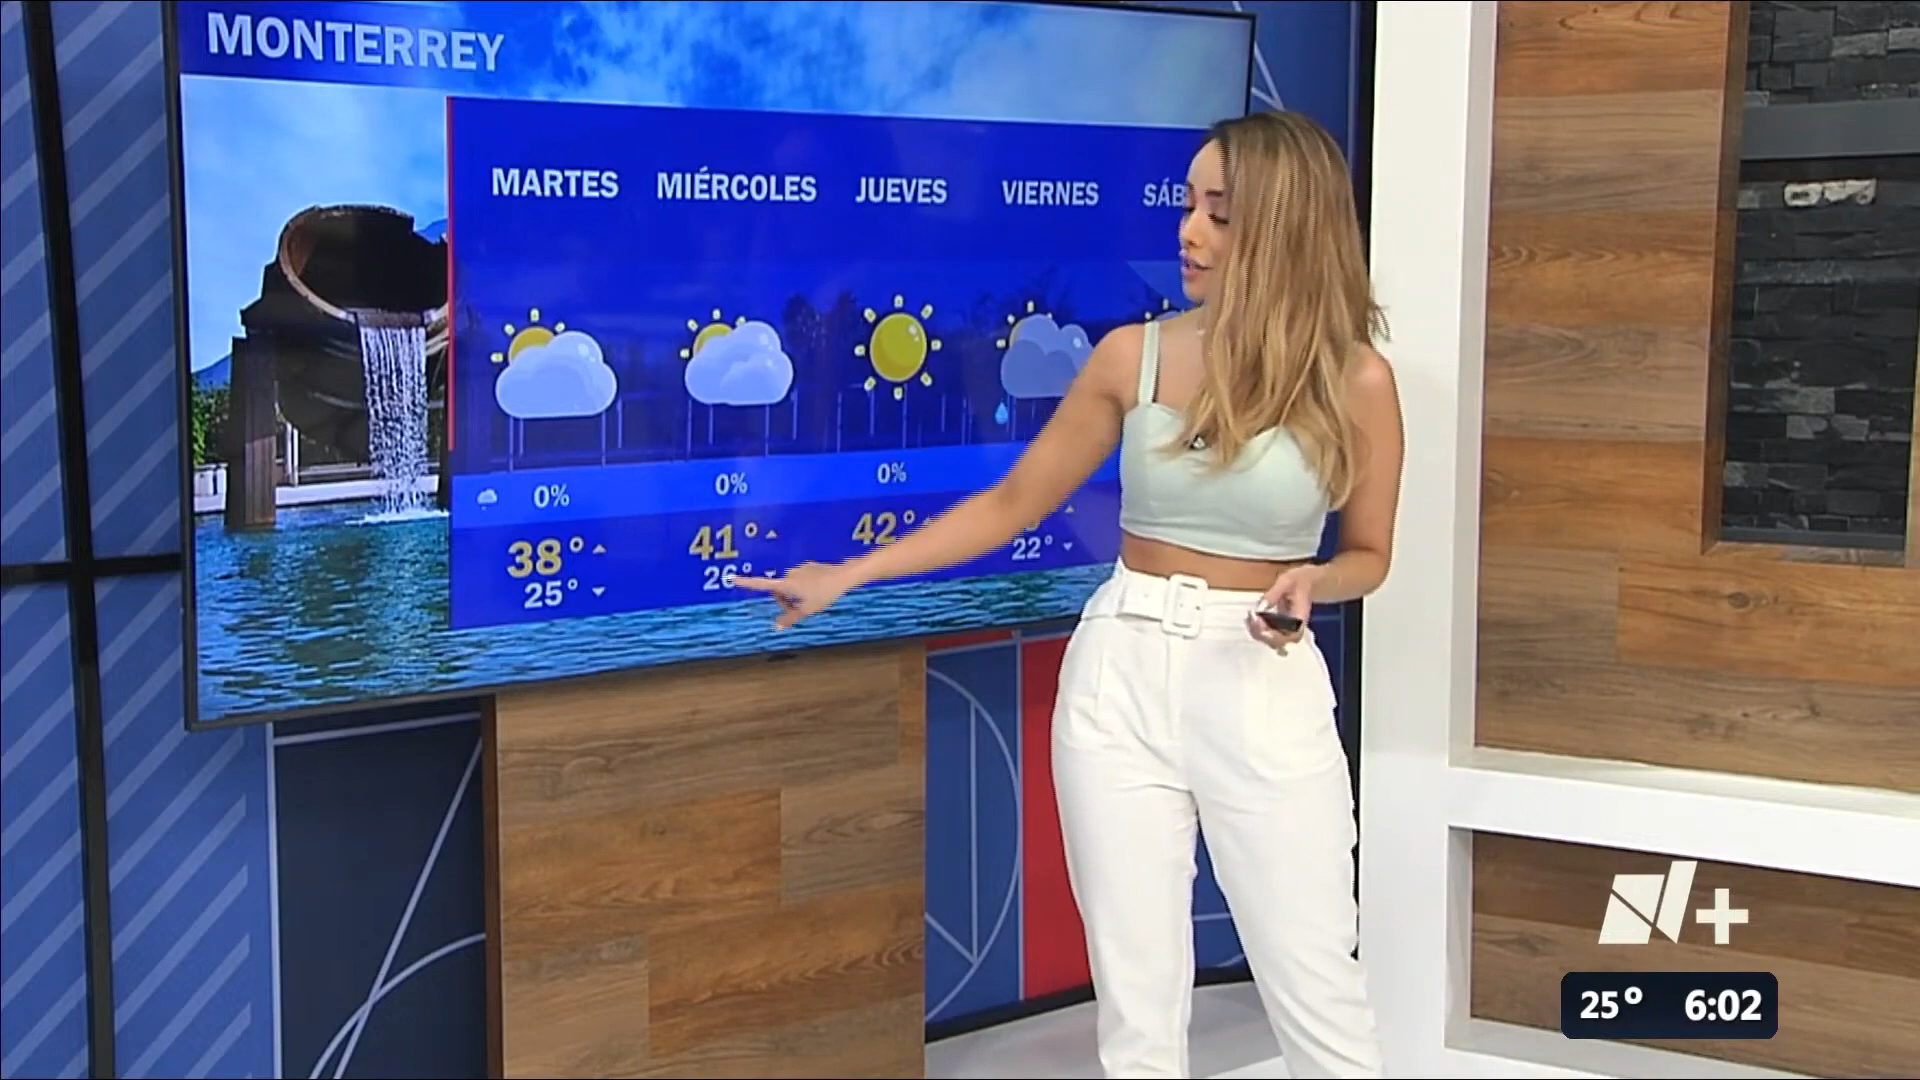 MONTERREY
MARTES MIÉRCOLES JUEVES VIERNES
0% 0% 0%
38° 41° 42°
25° 26° 22°
N+
25° 6:02